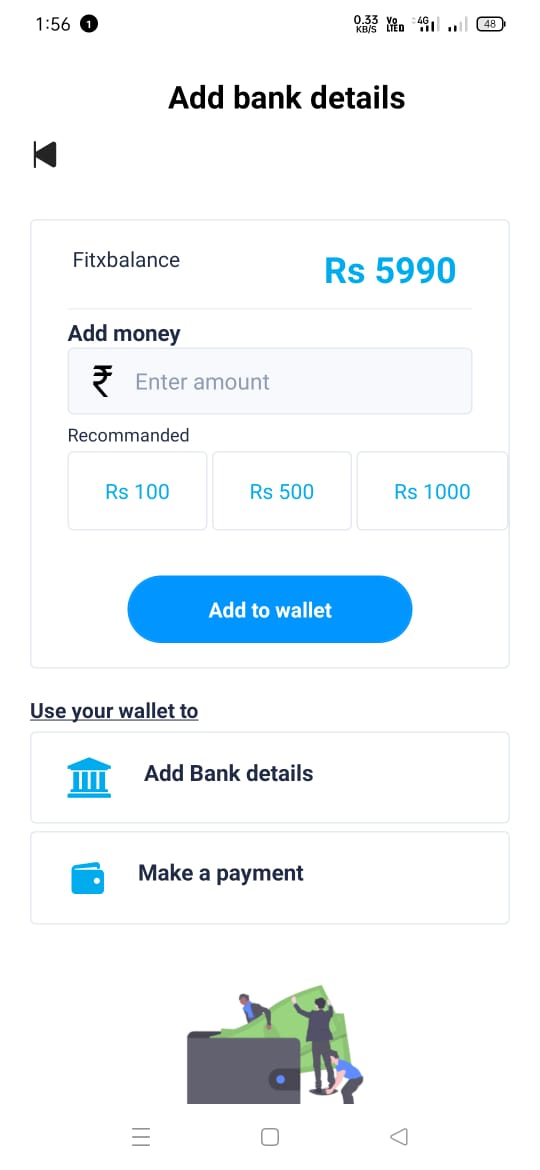 1:56 1 0.33 KB/S Vo LTED 4G 48
Add bank details
Fitxbalance
Rs 5990
Add money
₹ Enter amount
Recommanded
Rs 100 Rs 500 Rs 1000
Add to wallet
Use your wallet to
Add Bank details
Make a payment